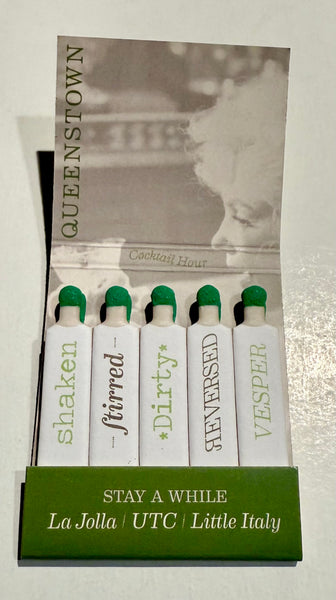 QUEENSTOWN
Cocktail Hour
shaken
Stirred
*Dirty*
REVERSED
VESPER
STAY A WHILE
La Jolla | UTC | Little Italy